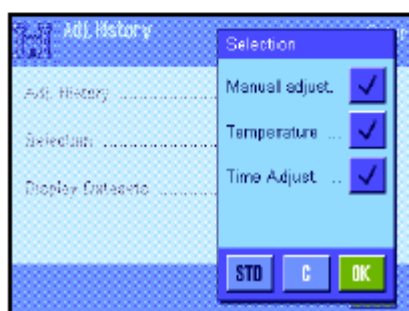 Adj. History
Selection
Manual adjust.
Temperature ...
Time Adjust. ..
Adj. History ..............
Selection ..................
Display Datasets ........
STD
C
OK